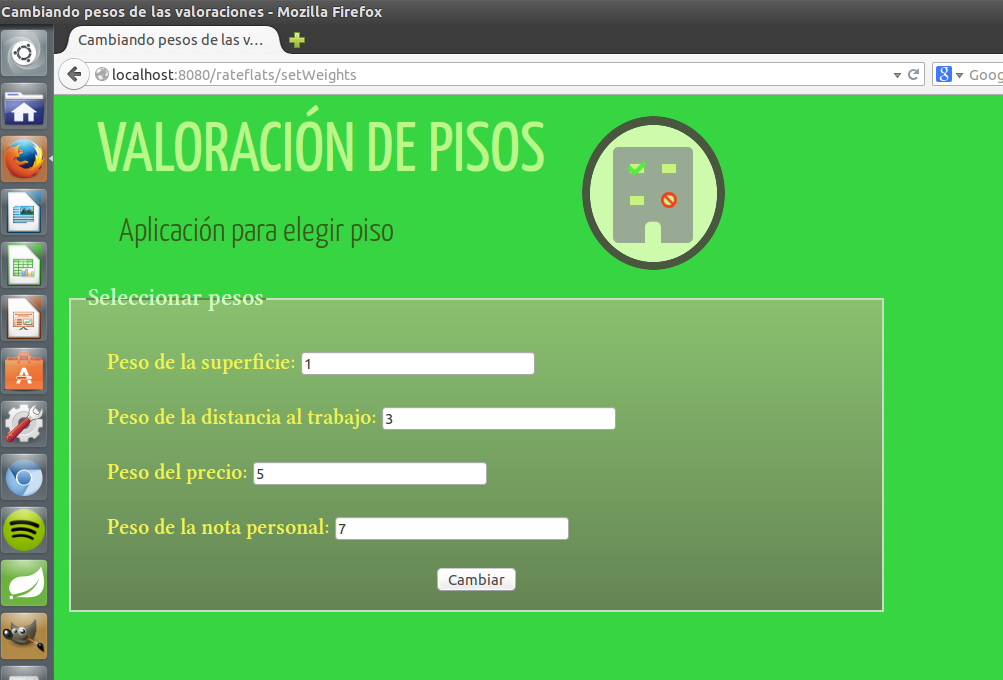 Cambiando pesos de las valoraciones - Mozilla Firefox
Cambiando pesos de las v...
localhost:8080/rateflats/setWeights
8 Goog
VALORACIÓN DE PISOS
Aplicación para elegir piso
Seleccionar pesos
Peso de la superficie: 1
Peso de la distancia al trabajo: 3
Peso del precio: 5
Peso de la nota personal: 7
Cambiar